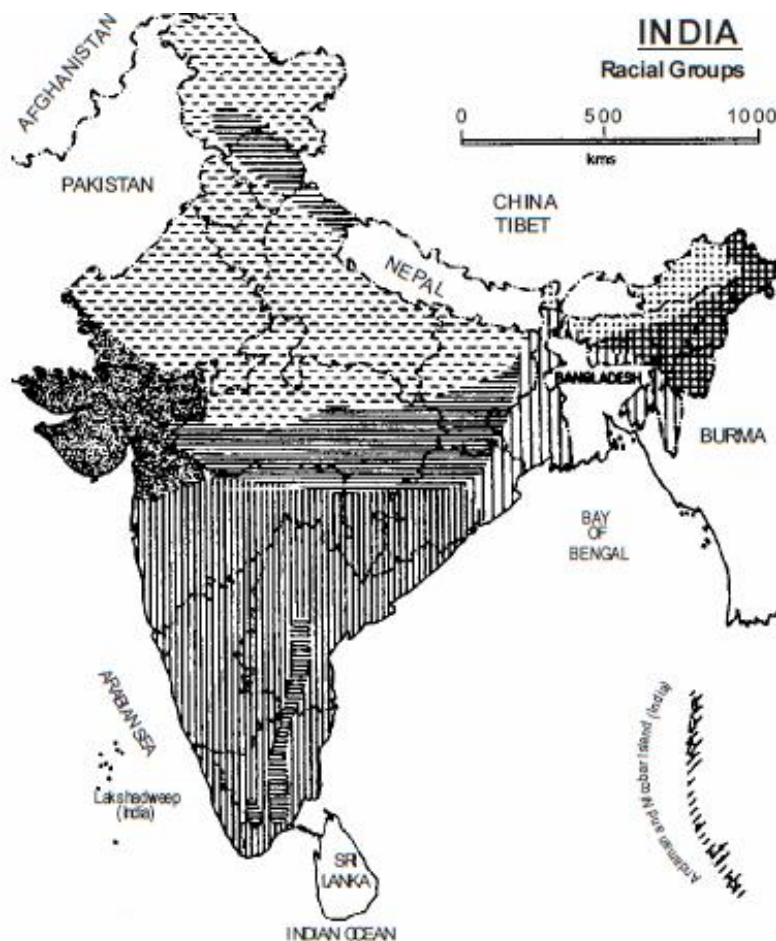 INDIA
Racial Groups
0 500 1000
kms
AFGHANISTAN
PAKISTAN
CHINA
TIBET
NEPAL
BANGLADESH
BURMA
BAY
OF
BENGAL
ARABIAN SEA
Lakshadweep
(India)
Andaman and Nicobar Island (India)
SRI
LANKA
INDIAN OCEAN